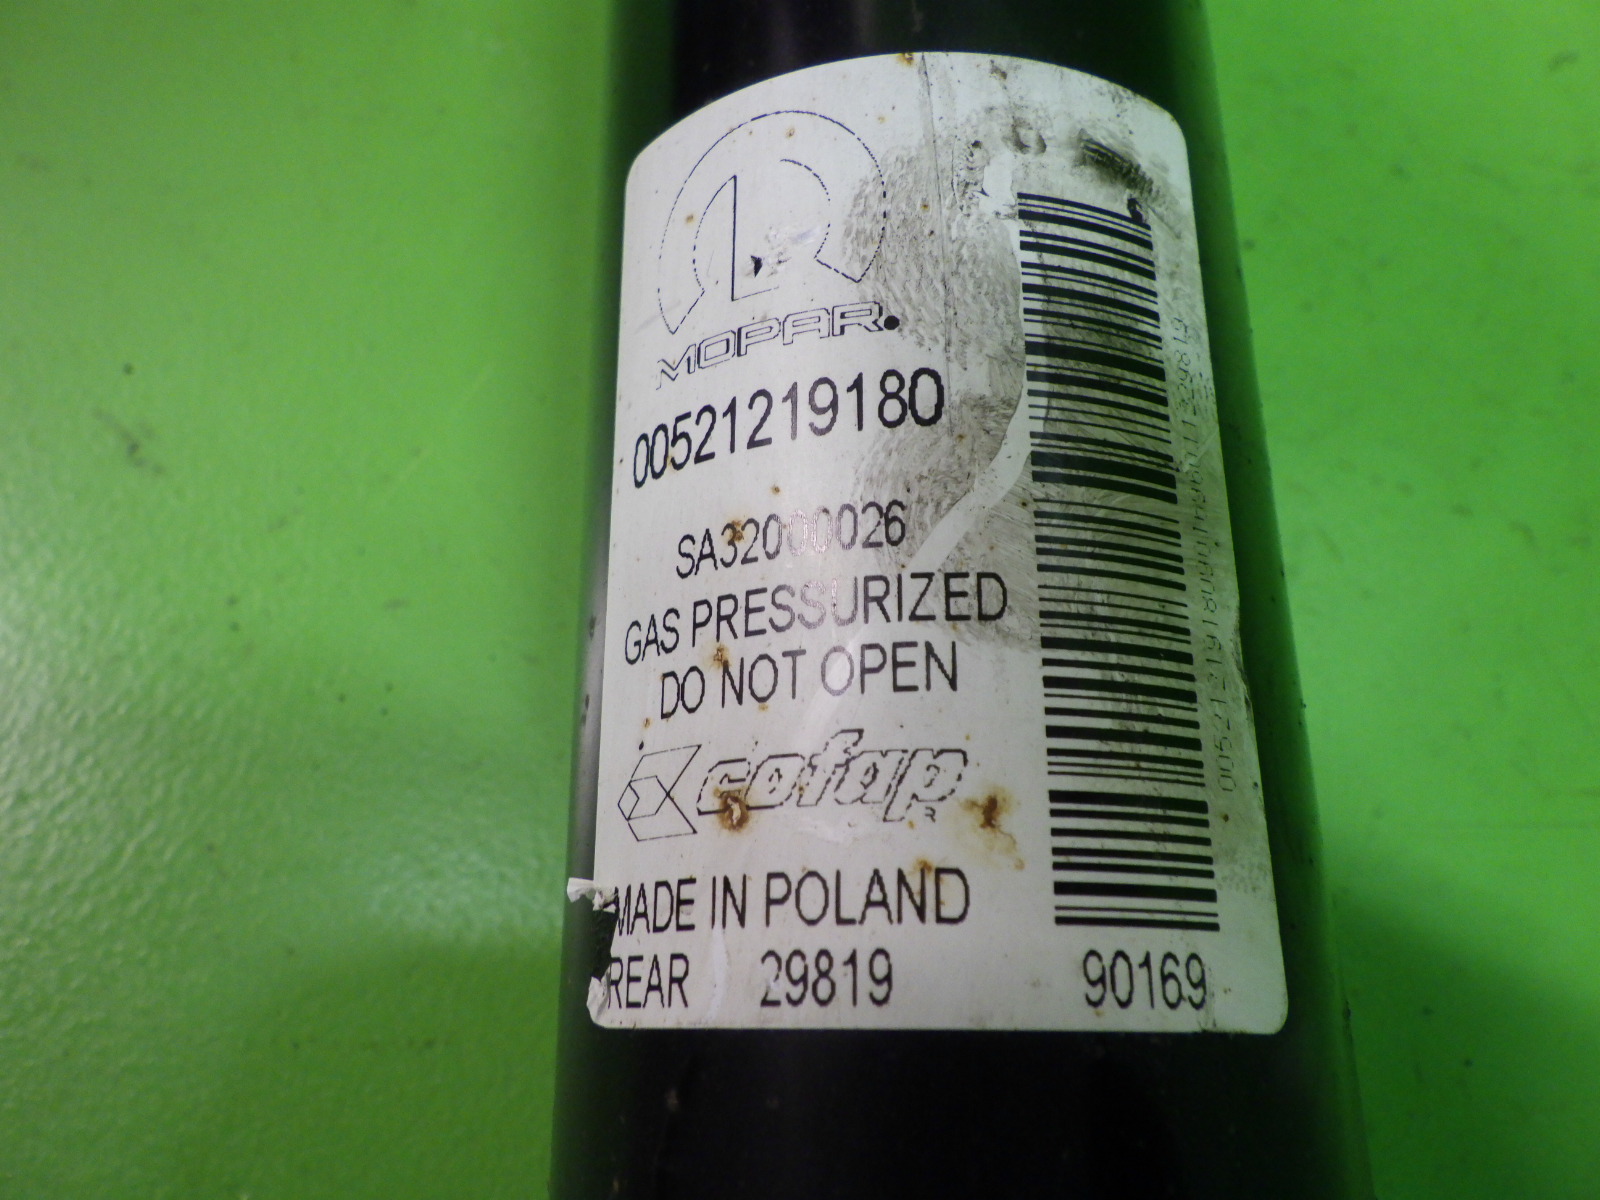 MOPAR.
00521219180
SA32000026
GAS PRESSURIZED
DO NOT OPEN
cofap
R
MADE IN POLAND
REAR 29819 90169